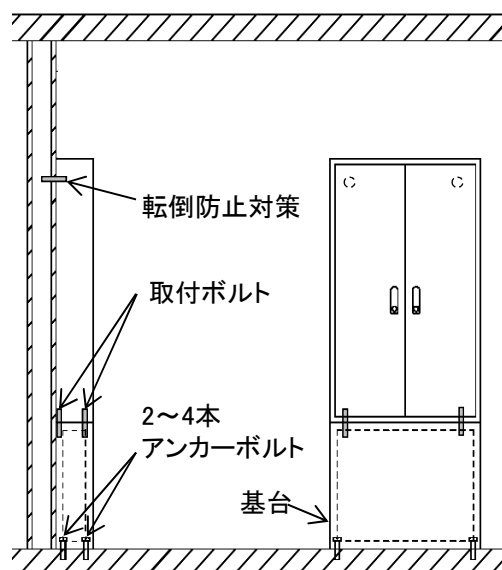 転倒防止対策
取付ボルト
2～4本
アンカーボルト
基台